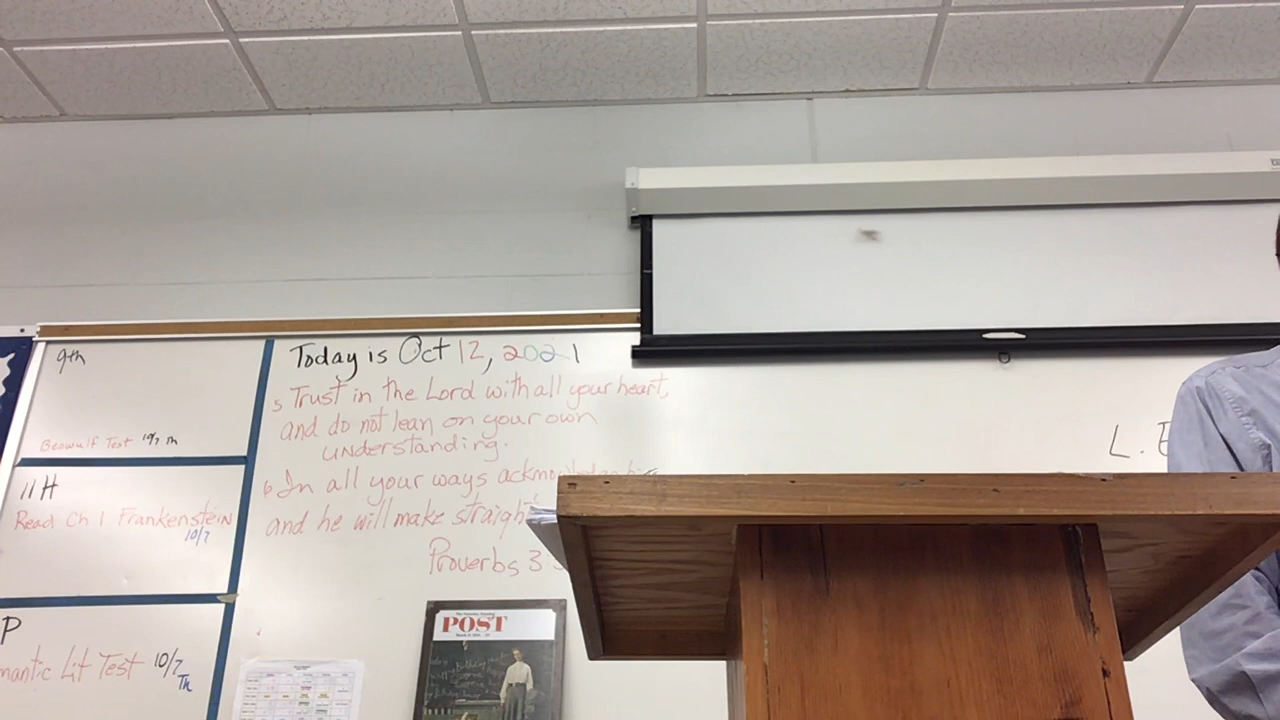 9th
Beowulf Test 10/7 Th
11 H
Read Ch 1 Frankenstein
10/7
P
mantic Lit Test 10/7
Th
Today is Oct 12, 2021
5 Trust in the Lord with all your heart,
and do not lean on your own
understanding.
6 In all your ways
and he will make straight
Proverbs 3
L. E
POST